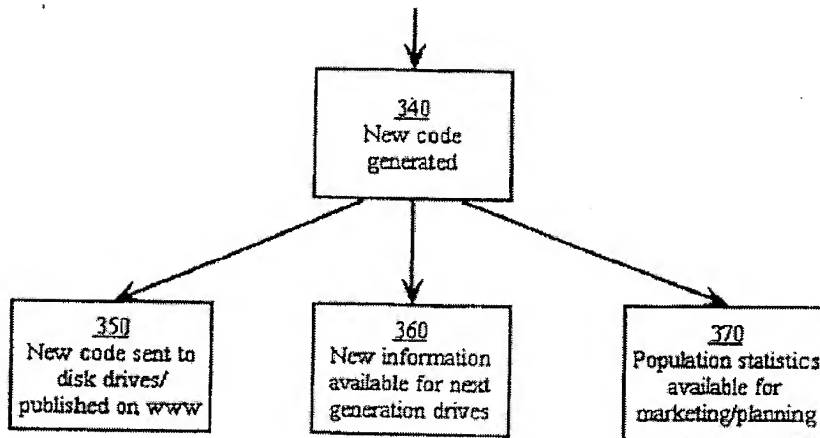 340
New code
generated
350
New code sent to
disk drives/
published on www
360
New information
available for next
generation drives
370
Population statistics
available for
marketing/planning